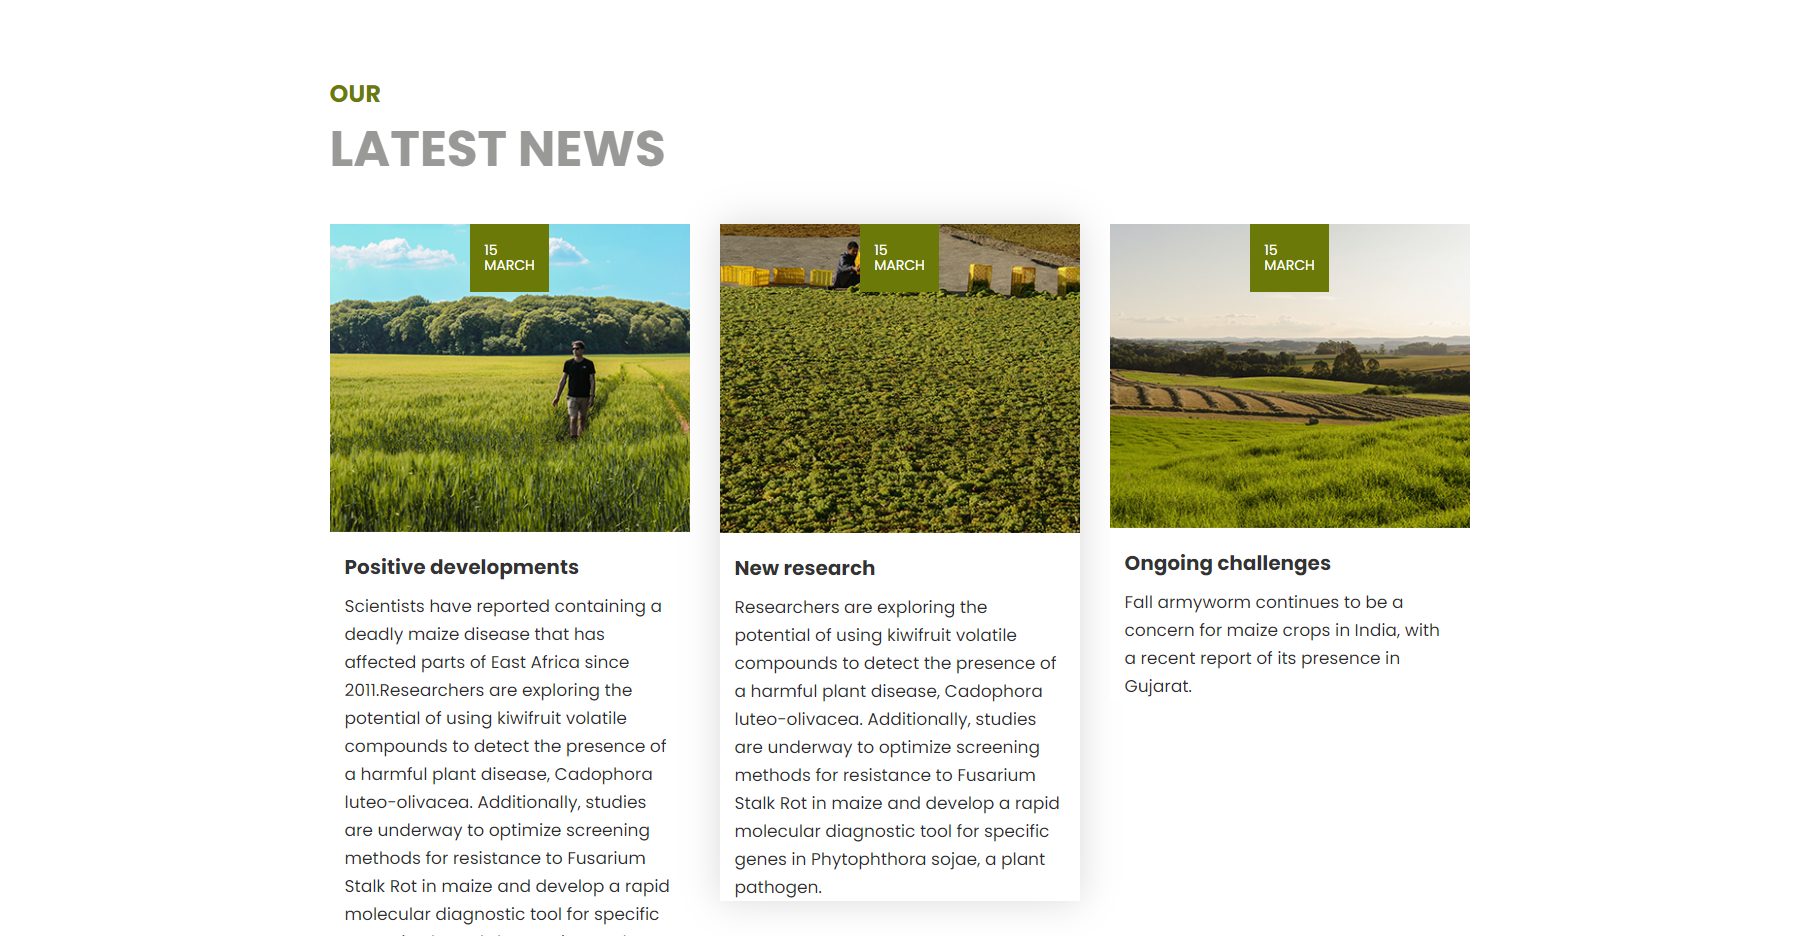 OUR
LATEST NEWS
15
MARCH
Positive developments
Scientists have reported containing a
deadly maize disease that has
affected parts of East Africa since
2011.Researchers are exploring the
potential of using kiwifruit volatile
compounds to detect the presence of
a harmful plant disease, Cadophora
luteo-olivacea. Additionally, studies
are underway to optimize screening
methods for resistance to Fusarium
Stalk Rot in maize and develop a rapid
molecular diagnostic tool for specific
15
MARCH
New research
Researchers are exploring the
potential of using kiwifruit volatile
compounds to detect the presence of
a harmful plant disease, Cadophora
luteo-olivacea. Additionally, studies
are underway to optimize screening
methods for resistance to Fusarium
Stalk Rot in maize and develop a rapid
molecular diagnostic tool for specific
genes in Phytophthora sojae, a plant
pathogen.
15
MARCH
Ongoing challenges
Fall armyworm continues to be a
concern for maize crops in India, with
a recent report of its presence in
Gujarat.